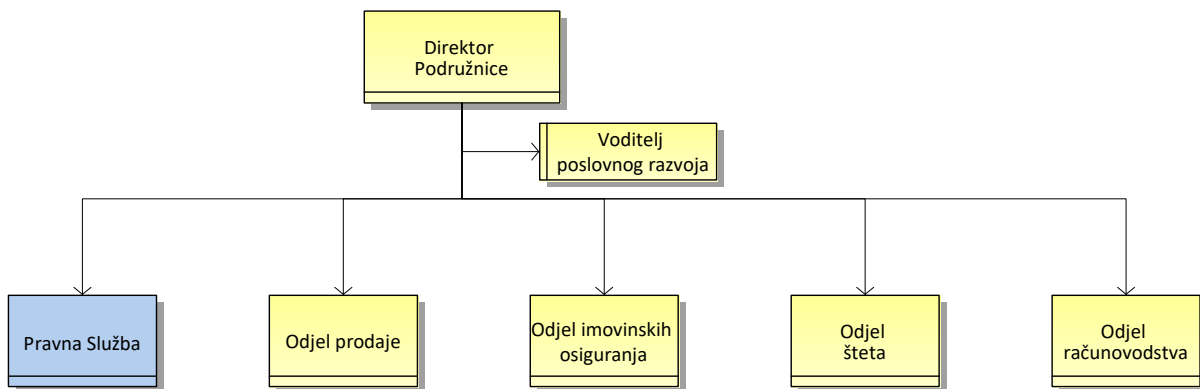 Direktor
Podružnice
Voditelj
poslovnog razvoja
Pravna Služba
Odjel prodaje
Odjel imovinskih
osiguranja
Odjel
šteta
Odjel
računovodstva